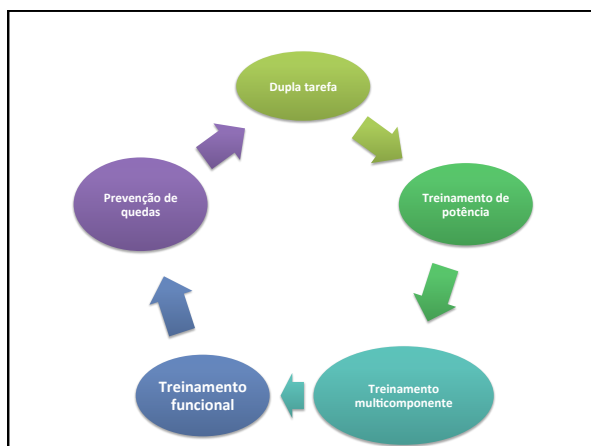 Dupla tarefa
Treinamento de
potência
Treinamento
multicomponente
Treinamento
funcional
Prevenção de
quedas